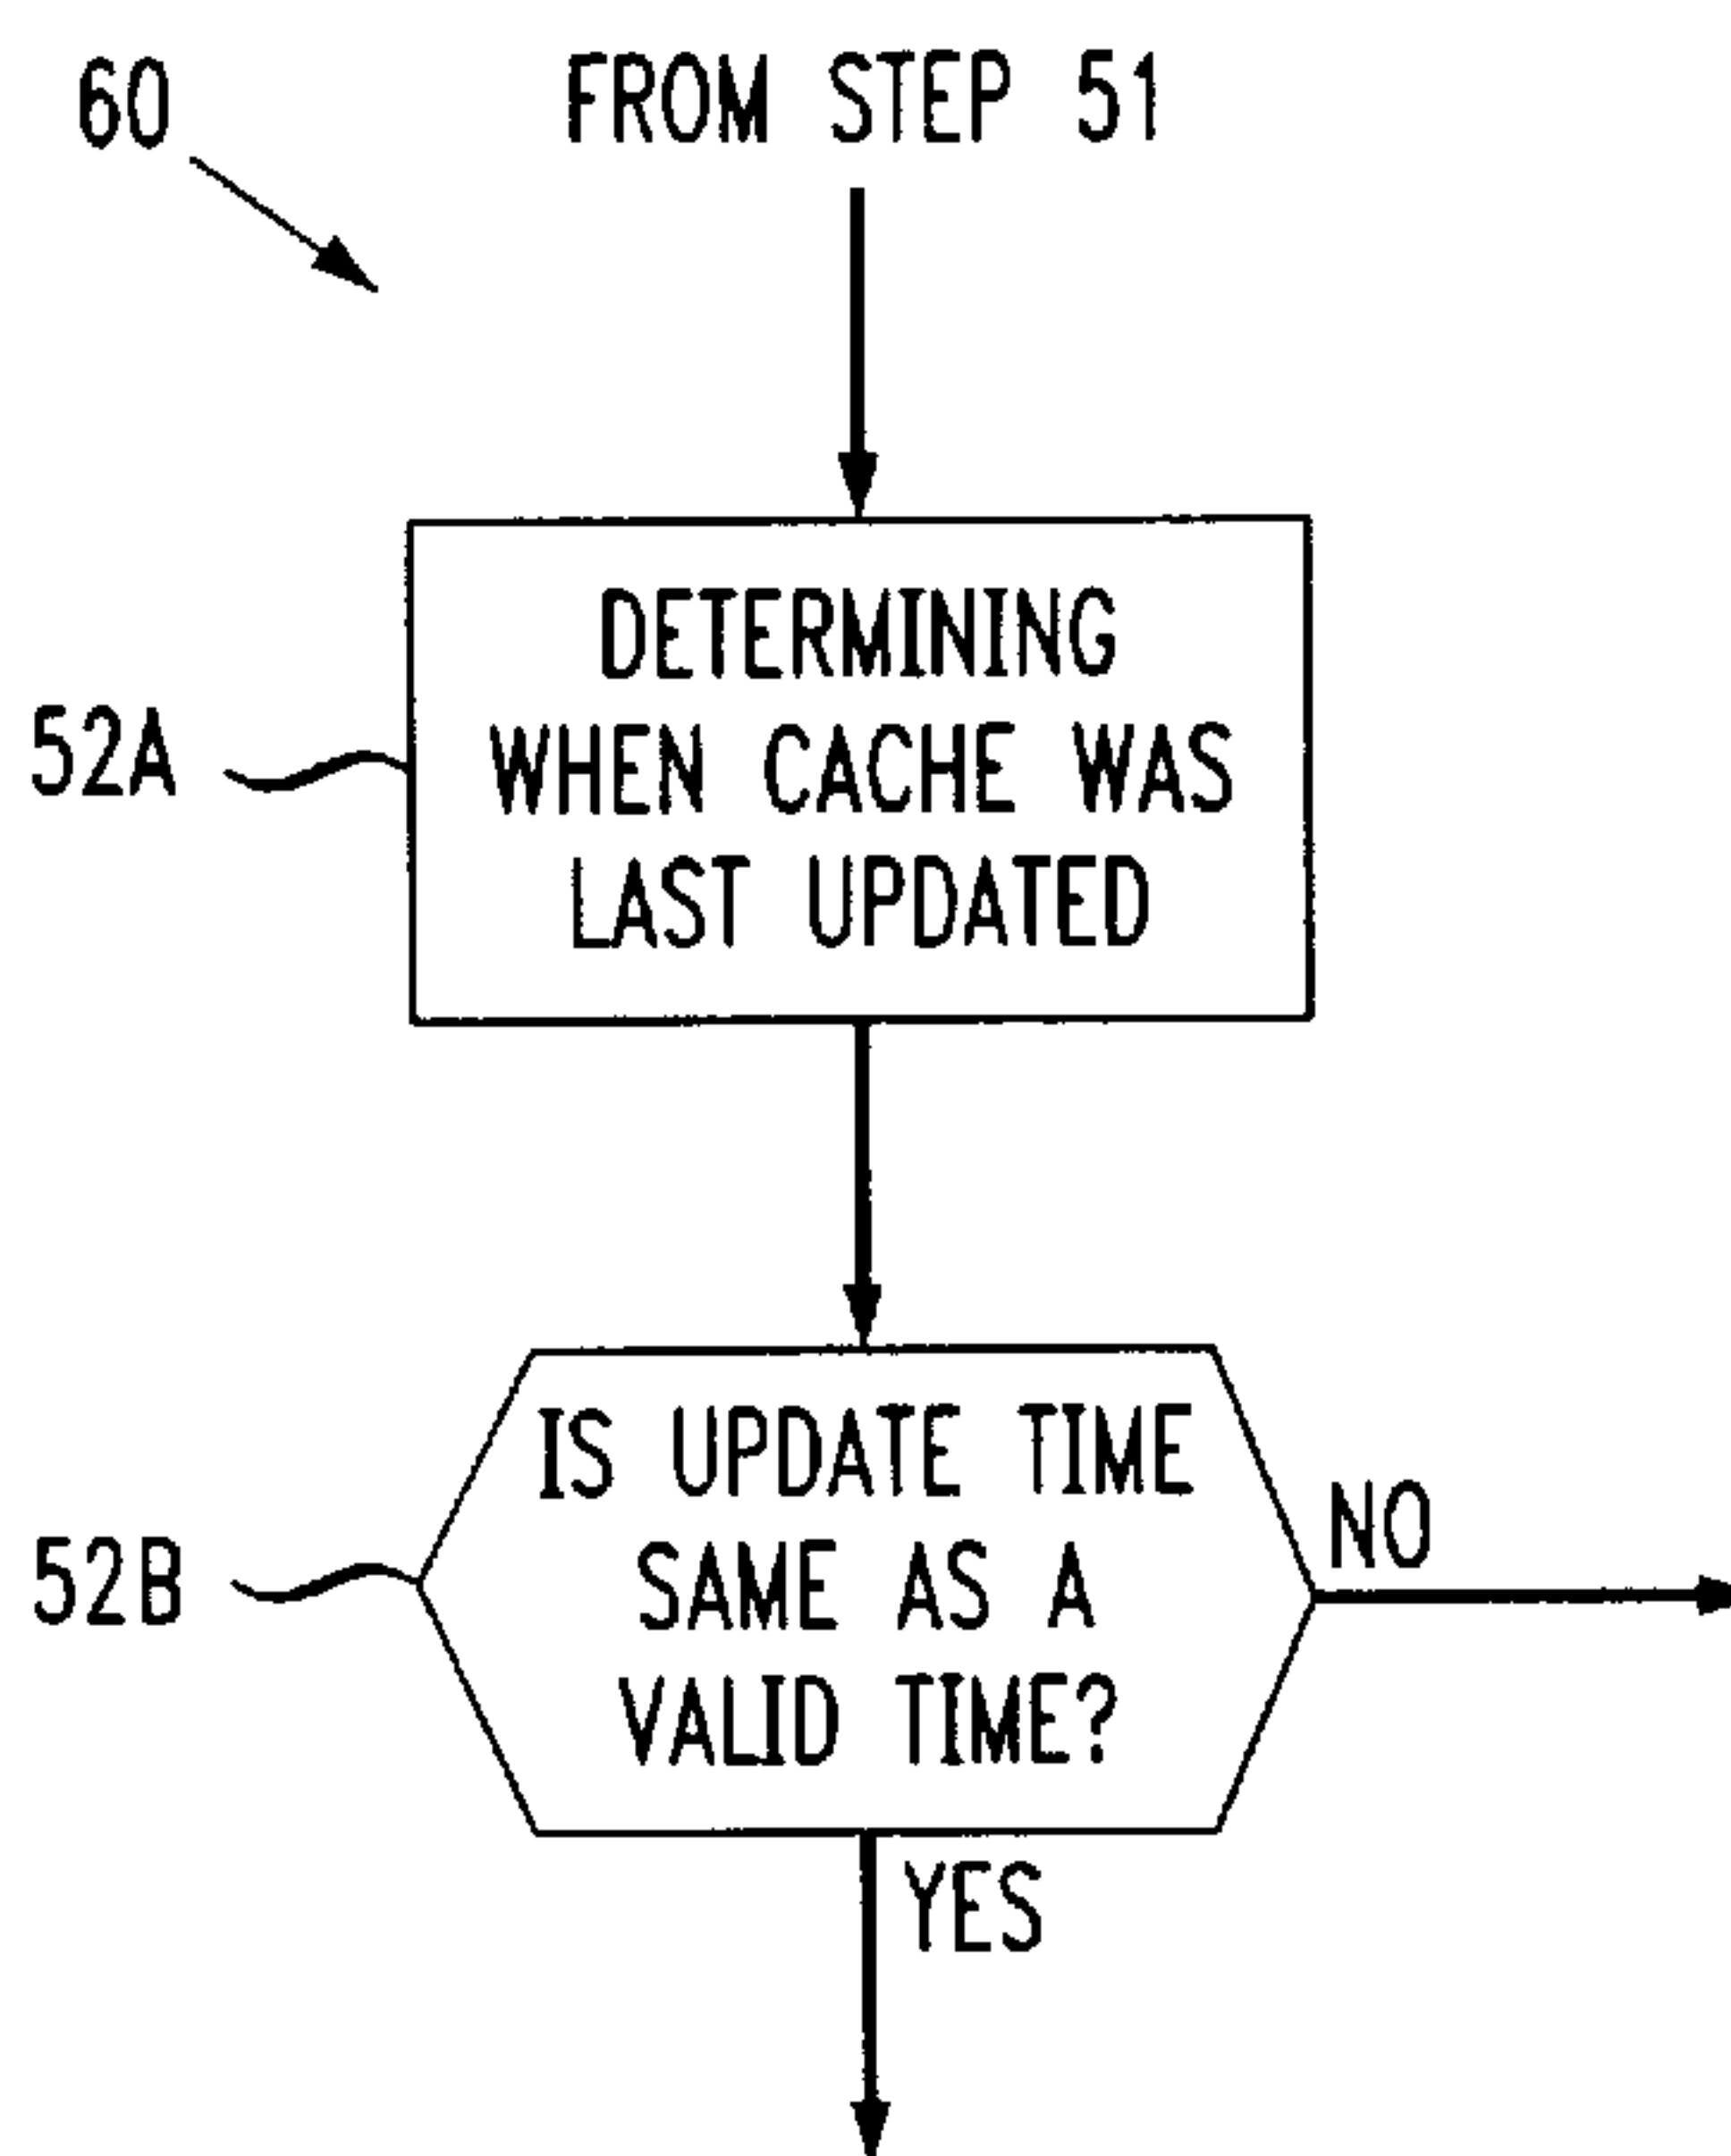 60
FROM STEP 51
DETERMINING
WHEN CACHE WAS
LAST UPDATED
52A
IS UPDATE TIME
SAME AS A
VALID TIME?
52B
NO
YES